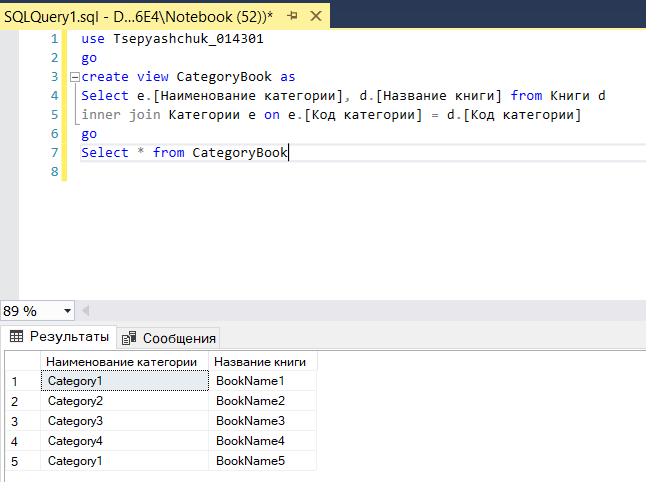 SQLQuery1.sql - D...6E4\Notebook (52))*
1 use Tsepyashchuk_014301
2 go
3 create view CategoryBook as
4 Select e.[Наименование категории], d.[Название книги] from Книги d
5 inner join Категории e on e.[Код категории] = d.[Код категории]
6 go
7 Select * from CategoryBook
8
89 %
Результаты Сообщения
Наименование категории Название книги
1 Category1 BookName1
2 Category2 BookName2
3 Category3 BookName3
4 Category4 BookName4
5 Category1 BookName5